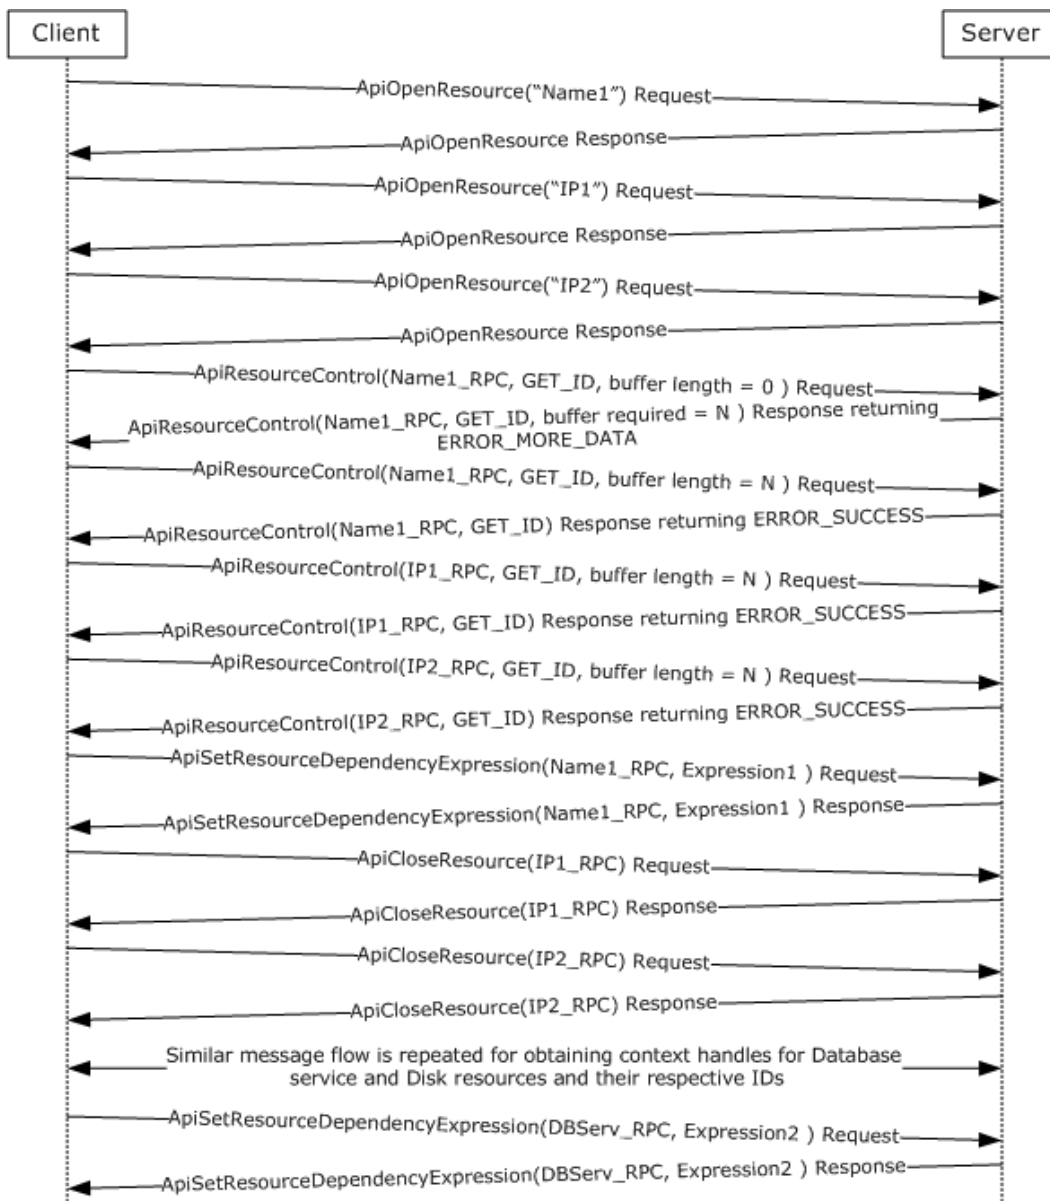 Client
Server
ApiOpenResource(“Name1”) Request
ApiOpenResource Response
ApiOpenResource(“IP1”) Request
ApiOpenResource Response
ApiOpenResource(“IP2”) Request
ApiOpenResource Response
ApiResourceControl(Name1_RPC, GET_ID, buffer length = 0 ) Request
ApiResourceControl(Name1_RPC, GET_ID, buffer required = N ) Response returning
ERROR_MORE_DATA
ApiResourceControl(Name1_RPC, GET_ID, buffer length = N ) Request
ApiResourceControl(Name1_RPC, GET_ID) Response returning ERROR_SUCCESS
ApiResourceControl(IP1_RPC, GET_ID, buffer length = N ) Request
ApiResourceControl(IP1_RPC, GET_ID) Response returning ERROR_SUCCESS
ApiResourceControl(IP2_RPC, GET_ID, buffer length = N ) Request
ApiResourceControl(IP2_RPC, GET_ID) Response returning ERROR_SUCCESS
ApiSetResourceDependencyExpression(Name1_RPC, Expression1 ) Request
ApiSetResourceDependencyExpression(Name1_RPC, Expression1 ) Response
ApiCloseResource(IP1_RPC) Request
ApiCloseResource(IP1_RPC) Response
ApiCloseResource(IP2_RPC) Request
ApiCloseResource(IP2_RPC) Response
Similar message flow is repeated for obtaining context handles for Database
service and Disk resources and their respective IDs
ApiSetResourceDependencyExpression(DBServ_RPC, Expression2 ) Request
ApiSetResourceDependencyExpression(DBServ_RPC, Expression2 ) Response